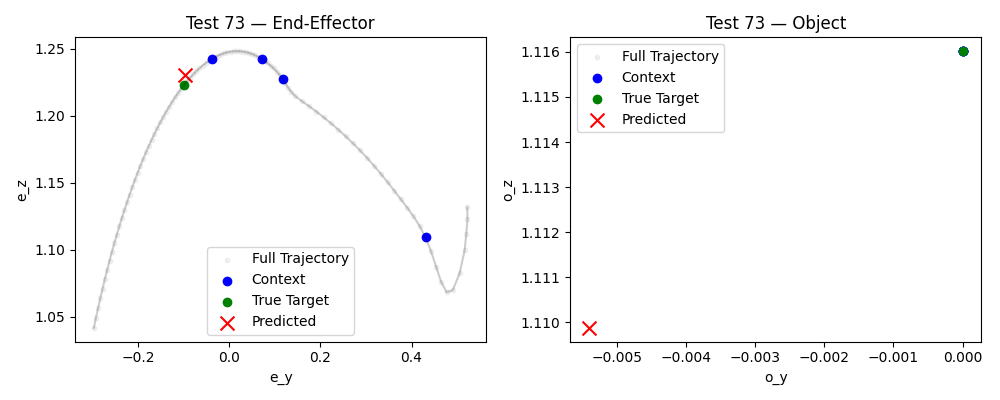 Test 73 — End-Effector
e_z
1.25
1.20
1.15
1.10
1.05
Full Trajectory
Context
True Target
Predicted
−0.2
0.0
0.2
0.4
e_y
Test 73 — Object
o_z
1.116
1.115
1.114
1.113
1.112
1.111
1.110
Full Trajectory
Context
True Target
Predicted
−0.005
−0.004
−0.003
−0.002
−0.001
0.000
o_y